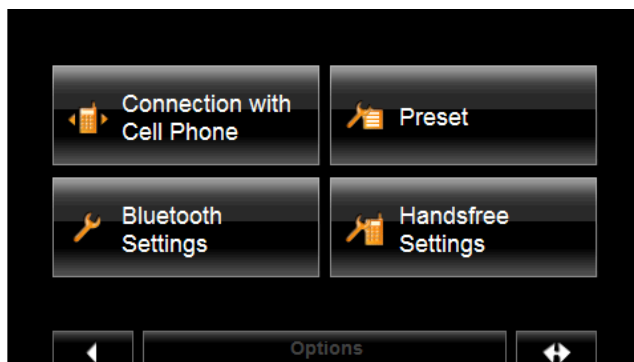 Connection with
Cell Phone
Preset
Bluetooth
Settings
Handsfree
Settings
Options